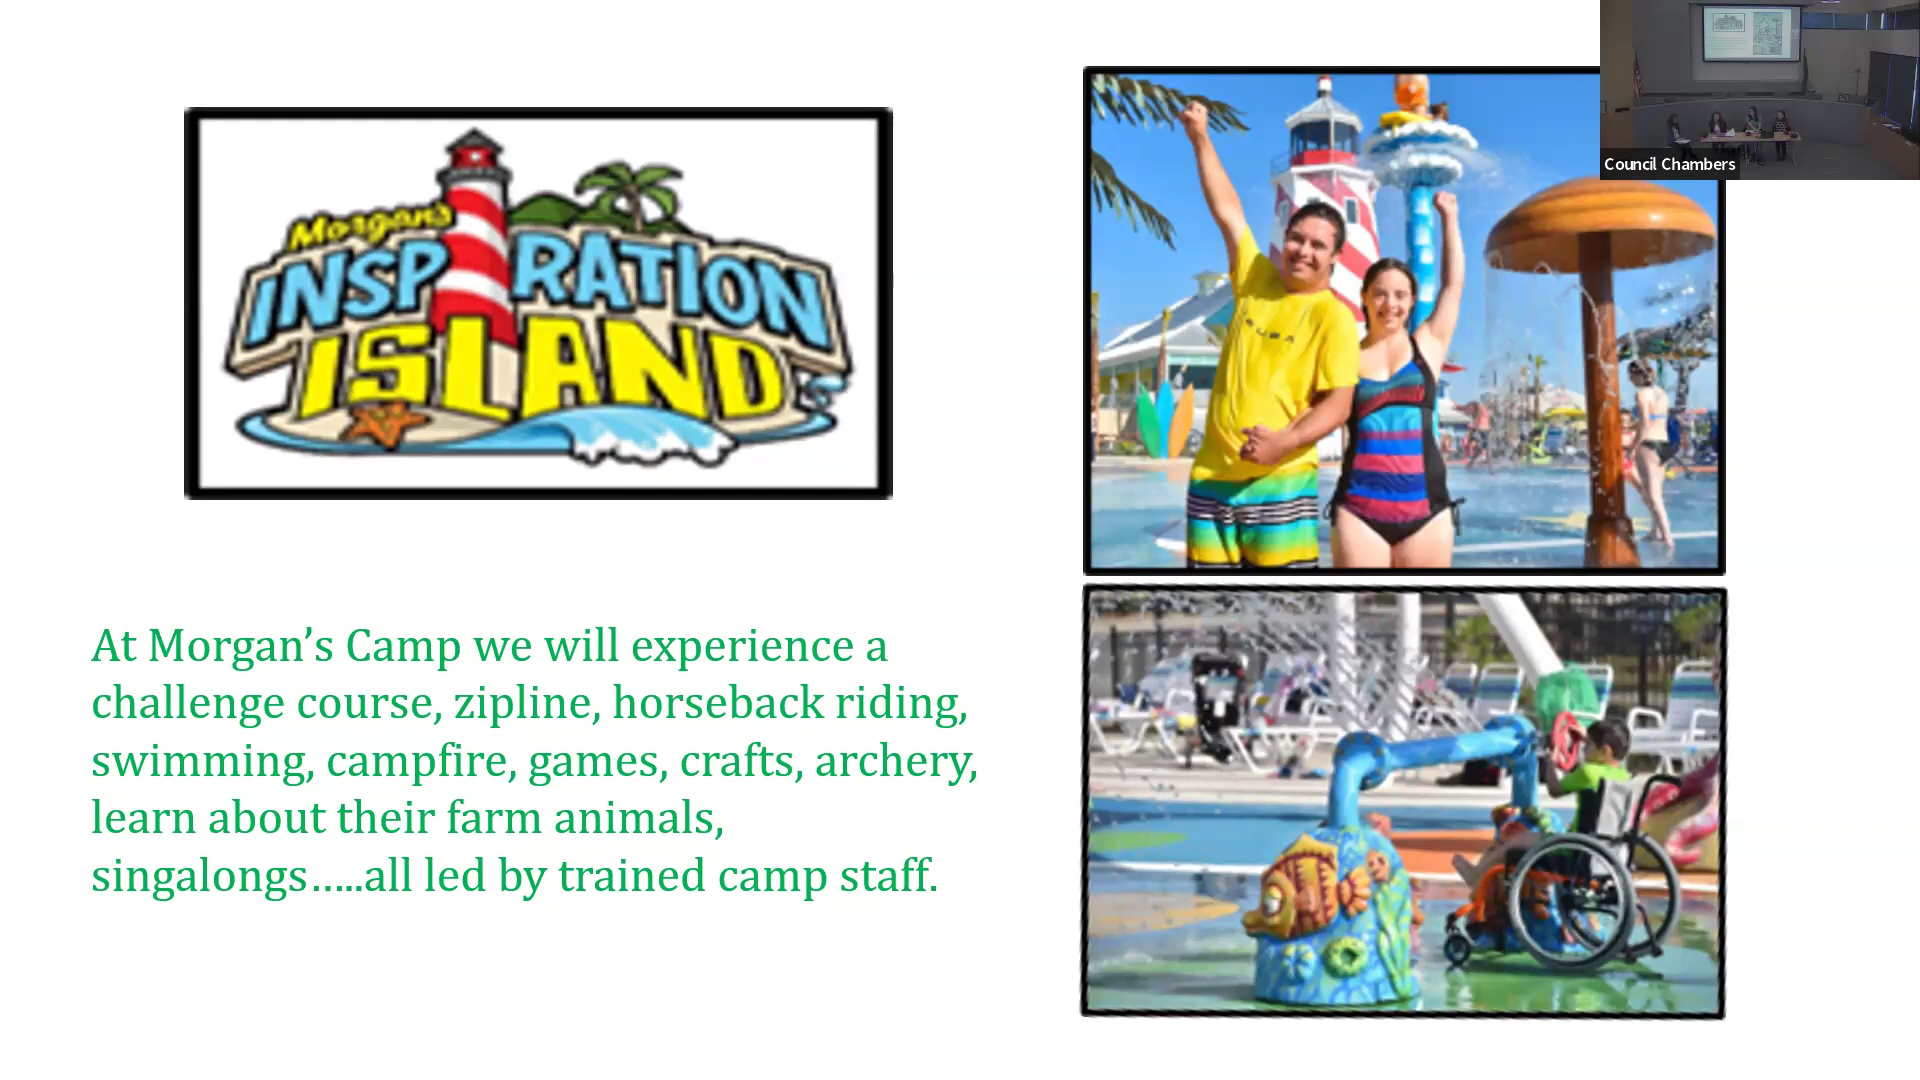 Morgan's
INSPIRATION
ISLAND
At Morgan’s Camp we will experience a
challenge course, zipline, horseback riding,
swimming, campfire, games, crafts, archery,
learn about their farm animals,
singalongs…..all led by trained camp staff.
Council Chambers